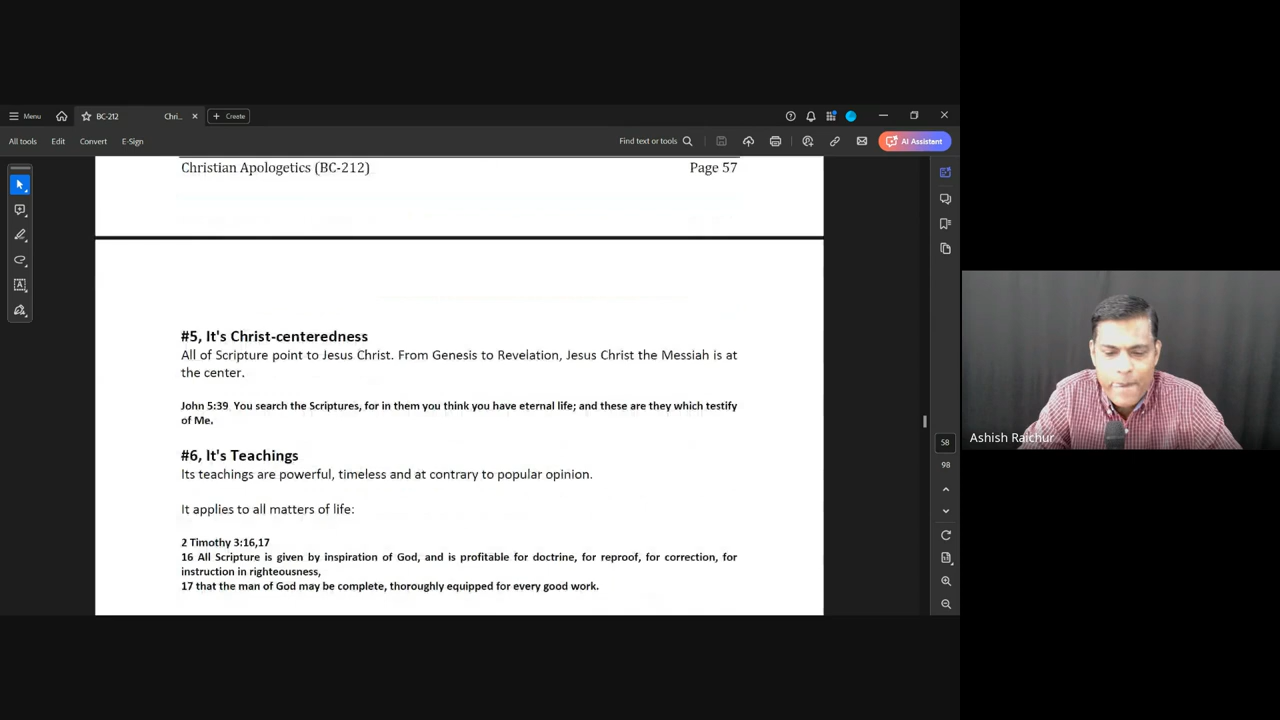 Menu
BC-212 Chri...
Create
All tools
Edit
Convert
E-Sign
Find text or tools
AI Assistant
Christian Apologetics (BC-212) Page 57
#5, It's Christ-centeredness
All of Scripture point to Jesus Christ. From Genesis to Revelation, Jesus Christ the Messiah is at
the center.
John 5:39 You search the Scriptures, for in them you think you have eternal life; and these are they which testify
of Me.
#6, It's Teachings
Its teachings are powerful, timeless and at contrary to popular opinion.
It applies to all matters of life:
2 Timothy 3:16,17
16 All Scripture is given by inspiration of God, and is profitable for doctrine, for reproof, for correction, for
instruction in righteousness,
17 that the man of God may be complete, thoroughly equipped for every good work.
58
98
Ashish Raichur